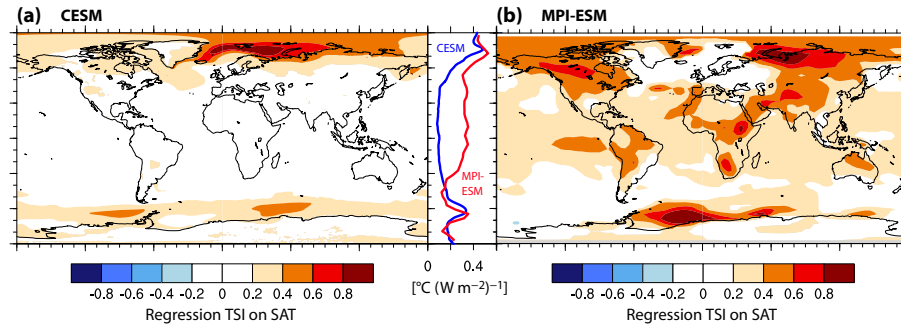 (a) CESM
CESM
MPI-
ESM
(b) MPI-ESM
0 0.4
[°C (W m−2)−1]
-0.8 -0.6 -0.4 -0.2 0 0.2 0.4 0.6 0.8
Regression TSI on SAT
-0.8 -0.6 -0.4 -0.2 0 0.2 0.4 0.6 0.8
Regression TSI on SAT